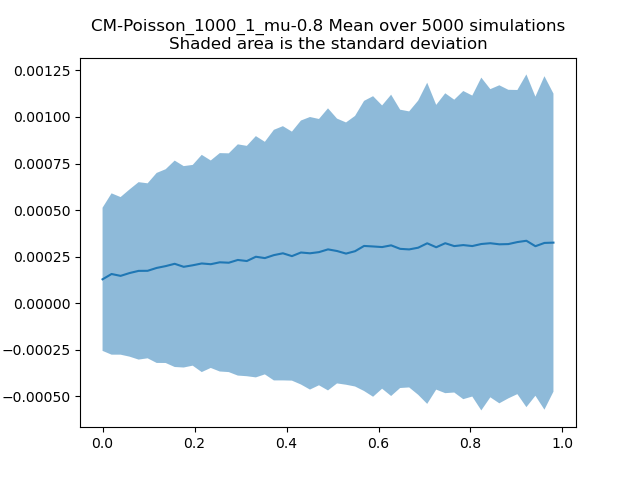 CM-Poisson_1000_1_mu-0.8 Mean over 5000 simulations
Shaded area is the standard deviation
0.00125
0.00100
0.00075
0.00050
0.00025
0.00000
−0.00025
−0.00050
0.0 0.2 0.4 0.6 0.8 1.0